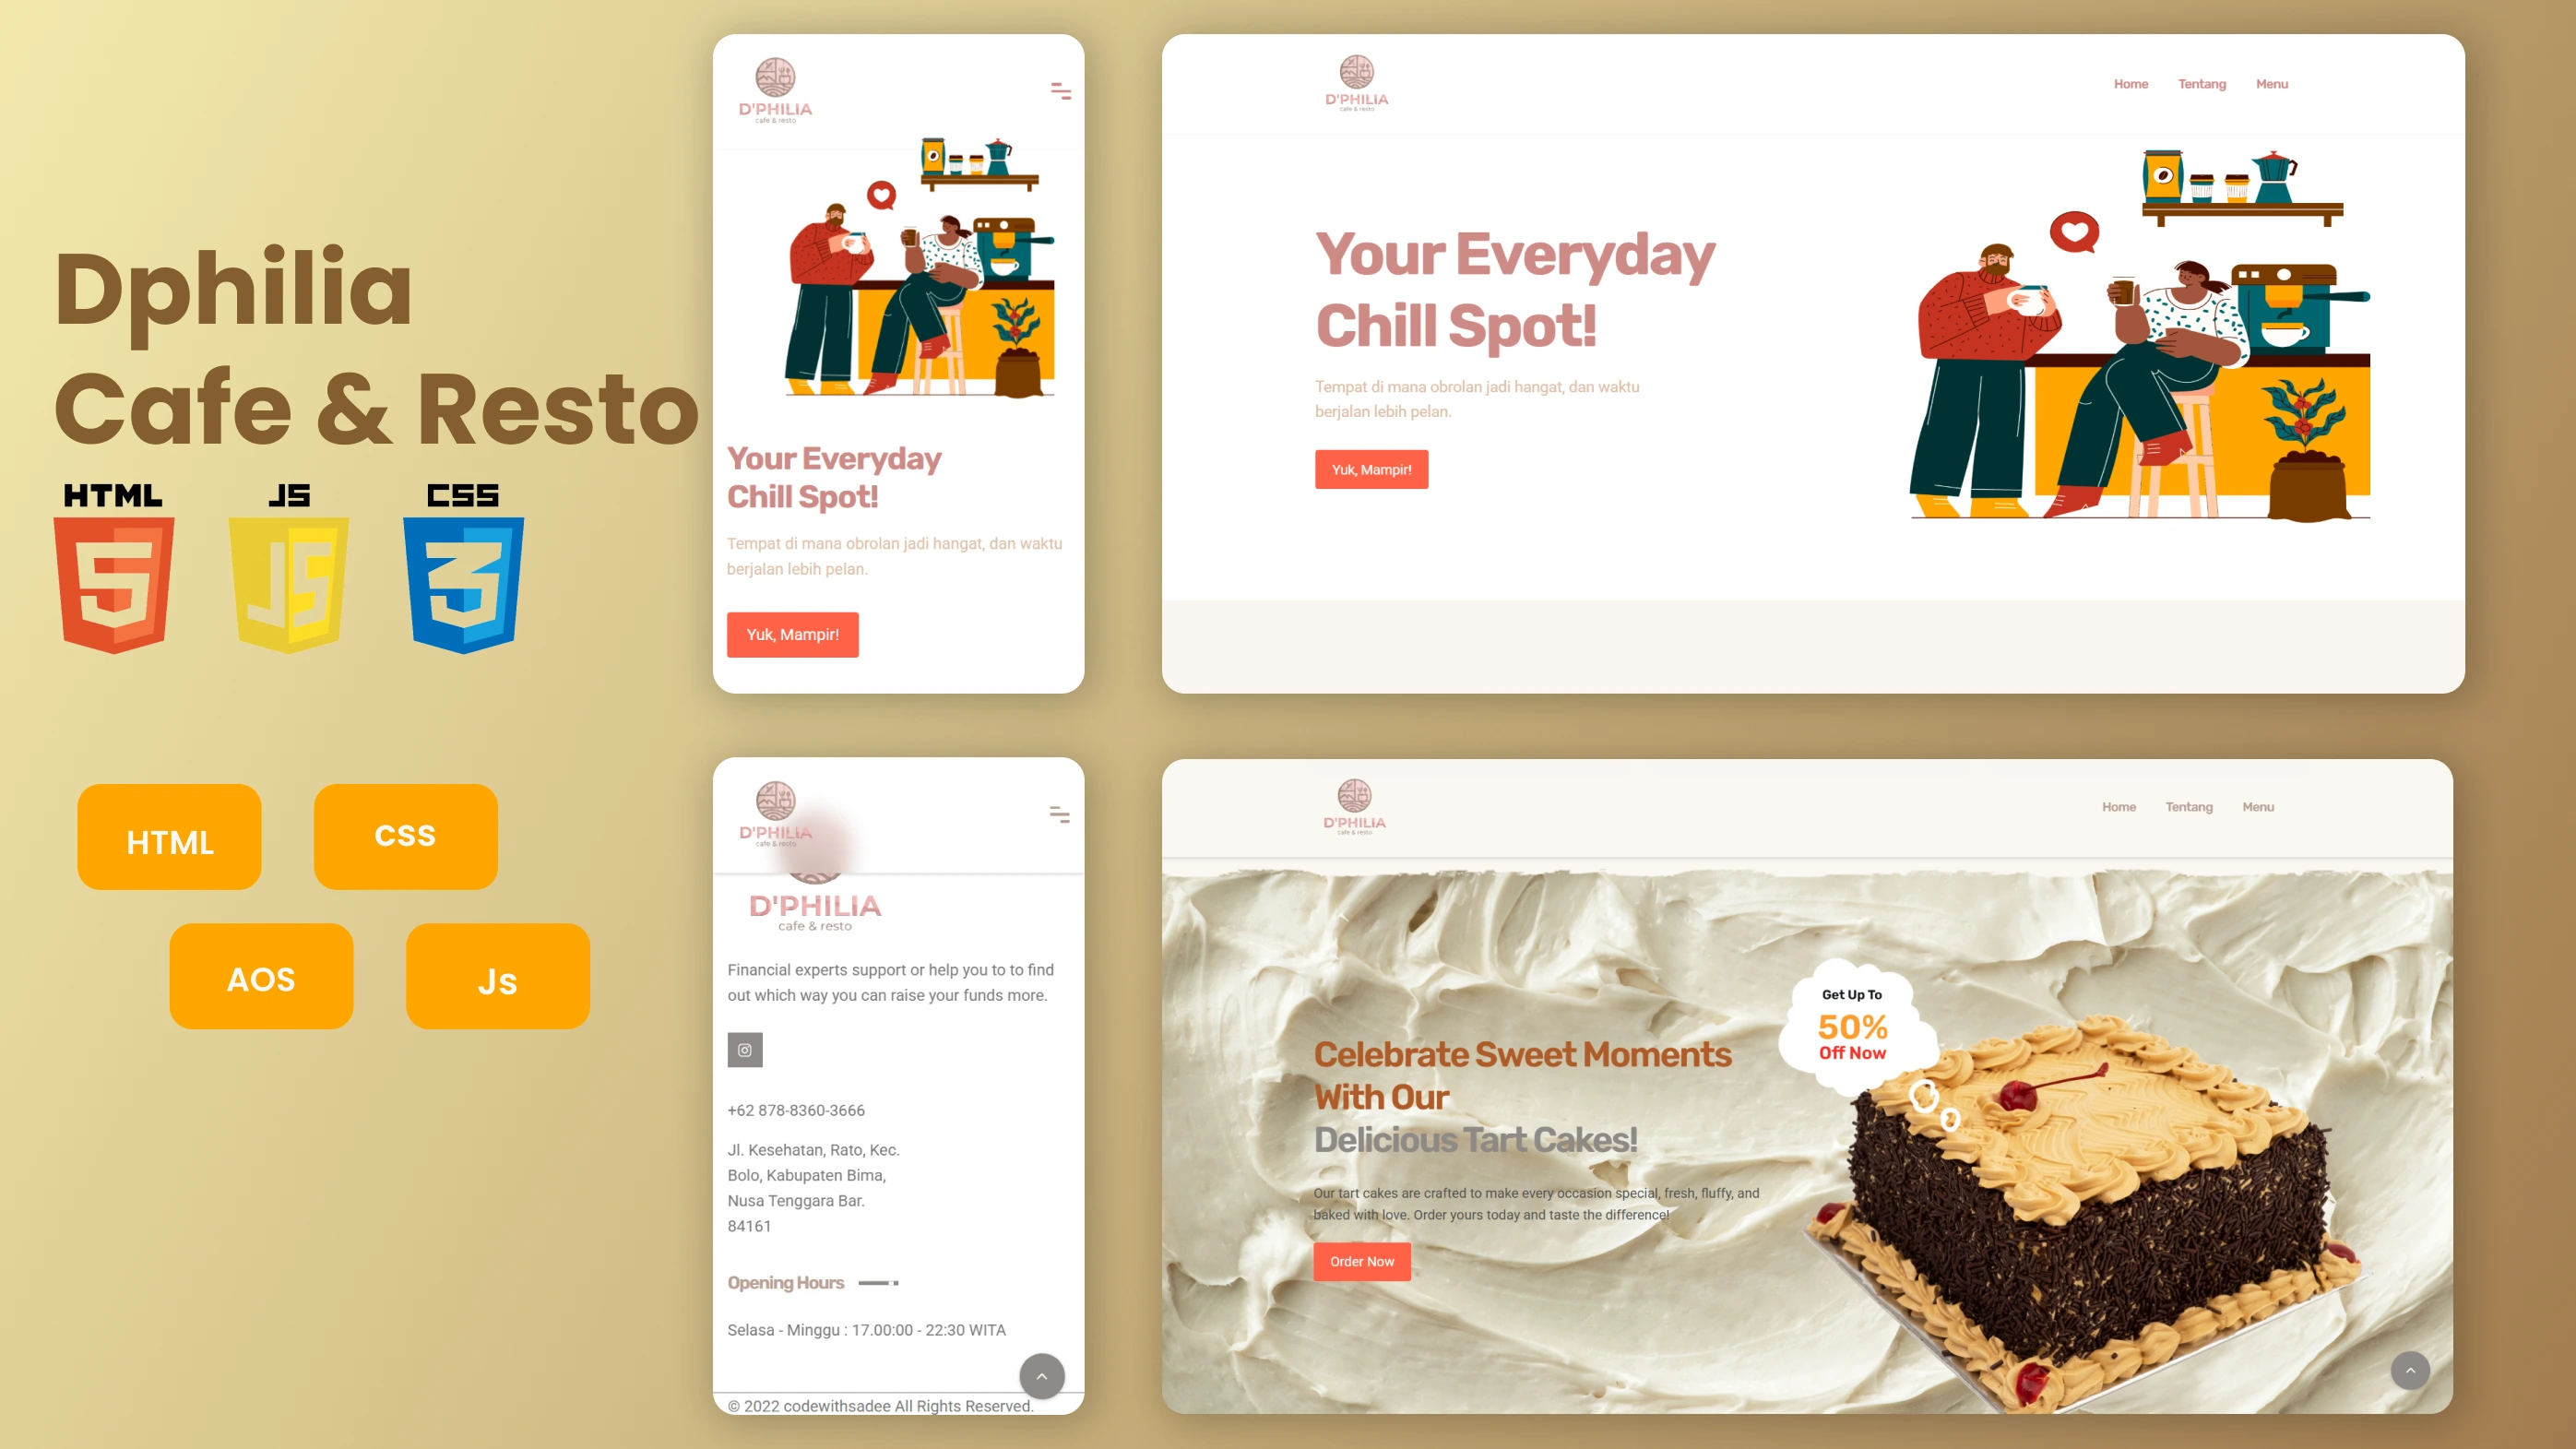 Dphilia
Cafe & Resto
HTML
JS
CSS
HTML
CSS
AOS
Js
D'PHILIA
cafe & resto
Your Everyday
Chill Spot!
Tempat di mana obrolan jadi hangat, dan waktu
berjalan lebih pelan.
Yuk, Mampir!
D'PHILIA
cafe & resto
Home
Tentang
Menu
Your Everyday
Chill Spot!
Tempat di mana obrolan jadi hangat, dan waktu
berjalan lebih pelan.
Yuk, Mampir!
D'PHILIA
cafe & resto
D'PHILIA
cafe & resto
Financial experts support or help you to to find
out which way you can raise your funds more.
+62 878-8360-3666
Jl. Kesehatan, Rato, Kec.
Bolo, Kabupaten Bima,
Nusa Tenggara Bar.
84161
Opening Hours
Selasa - Minggu : 17.00:00 - 22:30 WITA
© 2022 codewithsadee All Rights Reserved.
D'PHILIA
cafe & resto
Home
Tentang
Menu
Get Up To
50%
Off Now
Celebrate Sweet Moments
With Our
Delicious Tart Cakes!
Our tart cakes are crafted to make every occasion special, fresh, fluffy, and
baked with love. Order yours today and taste the difference!
Order Now